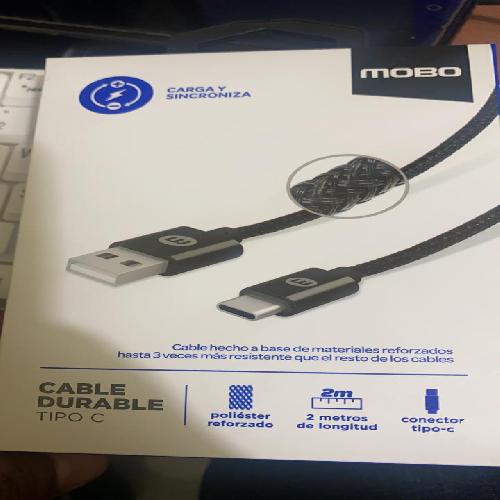 CARGA Y
SINCRONIZA
MOBO
Cable hecho a base de materiales reforzados
hasta 3 veces más resistente que el resto de los cables
CABLE
DURABLE
TIPO C
poliéster
reforzado
2m
2 metros
de longitud
conector
tipo-c